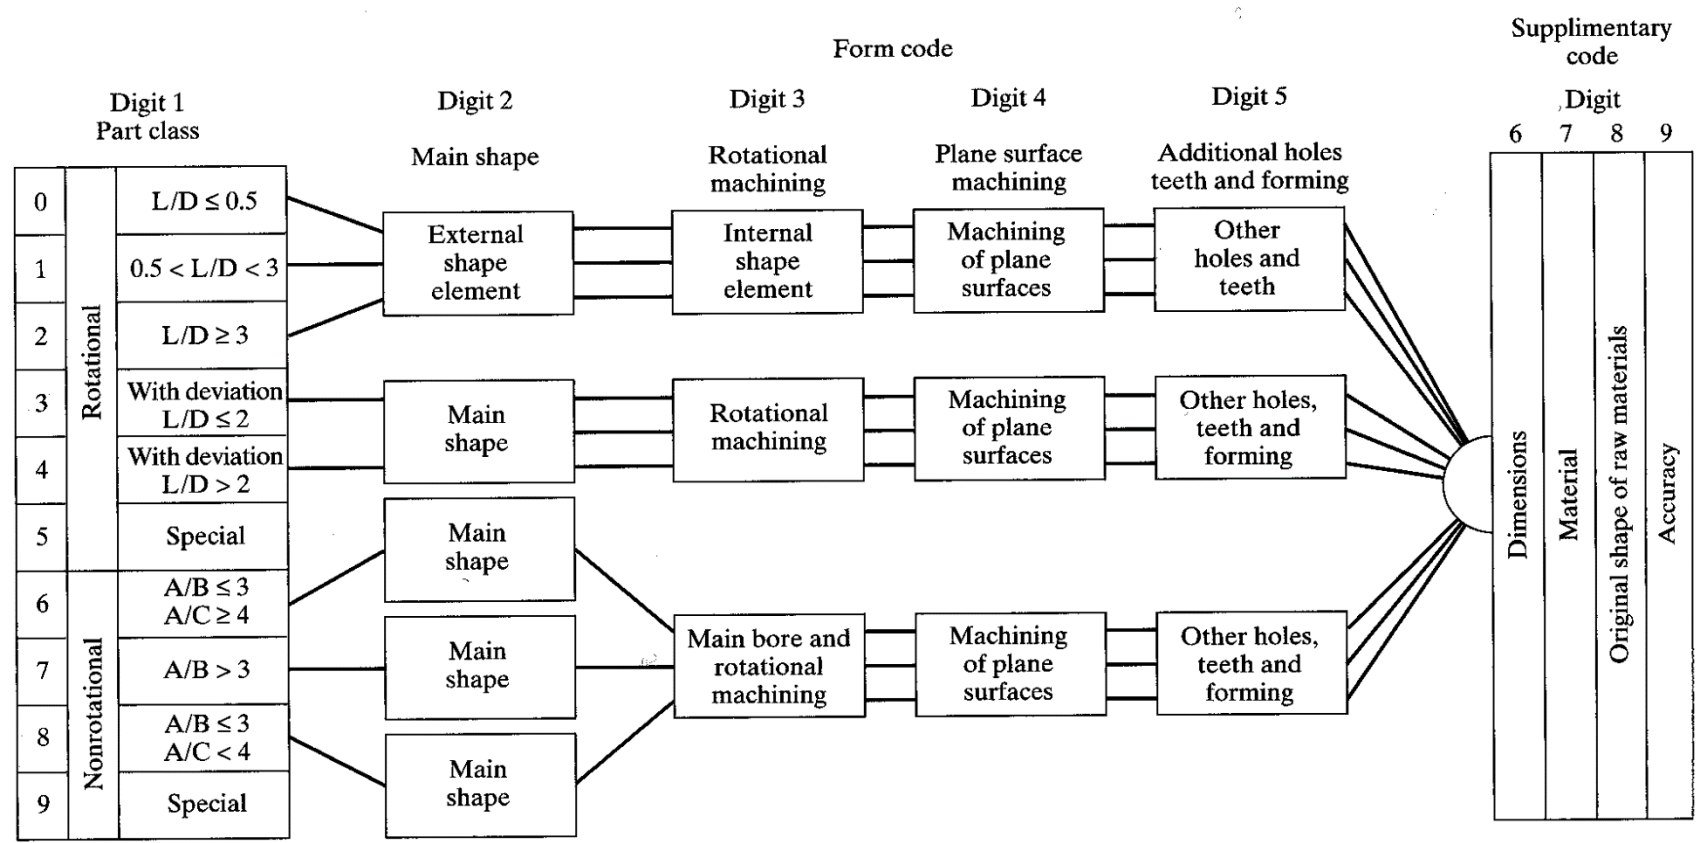 Form code
Supplimentary
code
Digit 1
Part class
Digit 2
Main shape
Digit 3
Rotational
machining
Digit 4
Plane surface
machining
Digit 5
Additional holes
teeth and forming
Digit
6 7 8 9
0
1
2
3
4
5
6
7
8
9
Rotational
Nonrotational
L/D ≤ 0.5
0.5 < L/D < 3
L/D ≥ 3
With deviation
L/D ≤ 2
With deviation
L/D > 2
Special
A/B ≤ 3
A/C ≥ 4
A/B > 3
A/B ≤ 3
A/C < 4
Special
External
shape
element
Internal
shape
element
Machining
of plane
surfaces
Other
holes and
teeth
Main
shape
Rotational
machining
Machining
of plane
surfaces
Other holes,
teeth and
forming
Main
shape
Main
shape
Main
shape
Main bore and
rotational
machining
Machining
of plane
surfaces
Other holes,
teeth and
forming
Dimensions
Material
Original shape of raw materials
Accuracy